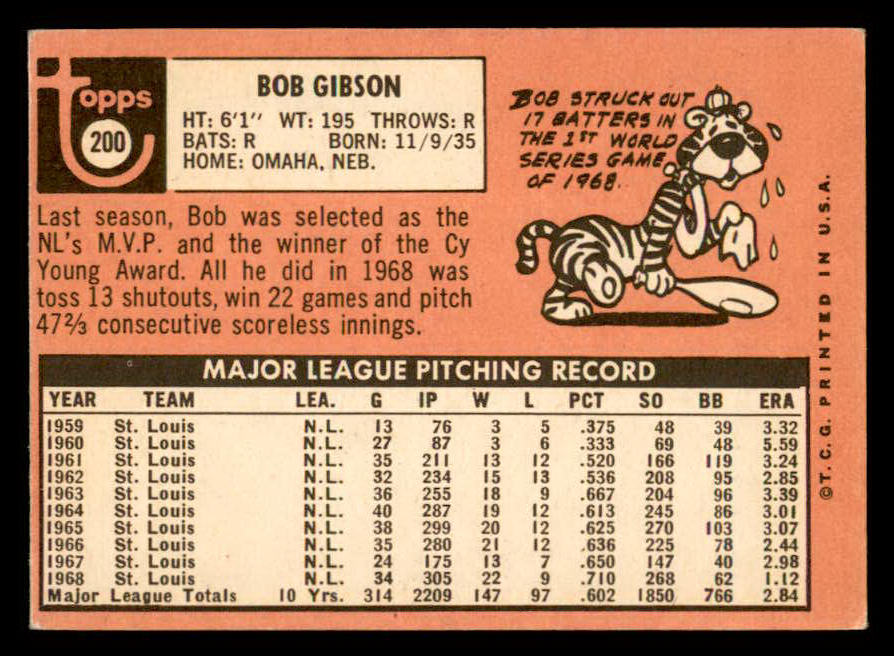 topps
200
BOB GIBSON
HT: 6'1" WT: 195 THROWS: R
BATS: R BORN: 11/9/35
HOME: OMAHA, NEB.
BOB STRUCK OUT
17 BATTERS IN
THE 1ST WORLD
SERIES GAME
OF 1968.
Last season, Bob was selected as the
NL's M.V.P. and the winner of the Cy
Young Award. All he did in 1968 was
toss 13 shutouts, win 22 games and pitch
47⅔ consecutive scoreless innings.
MAJOR LEAGUE PITCHING RECORD
YEAR TEAM LEA. G IP W L PCT SO BB ERA
1959 St. Louis N.L. 13 76 3 5 .375 48 39 3.32
1960 St. Louis N.L. 27 87 3 6 .333 69 48 5.59
1961 St. Louis N.L. 35 211 13 12 .520 166 119 3.24
1962 St. Louis N.L. 32 234 15 13 .536 208 95 2.85
1963 St. Louis N.L. 36 255 18 9 .667 204 96 3.39
1964 St. Louis N.L. 40 287 19 12 .613 245 86 3.01
1965 St. Louis N.L. 38 299 20 12 .625 270 103 3.07
1966 St. Louis N.L. 35 280 21 12 .636 225 78 2.44
1967 St. Louis N.L. 24 175 13 7 .650 147 40 2.98
1968 St. Louis N.L. 34 305 22 9 .710 268 62 1.12
Major League Totals 10 Yrs. 314 2209 147 97 .602 1850 766 2.84
©T.C.G. PRINTED IN U.S.A.